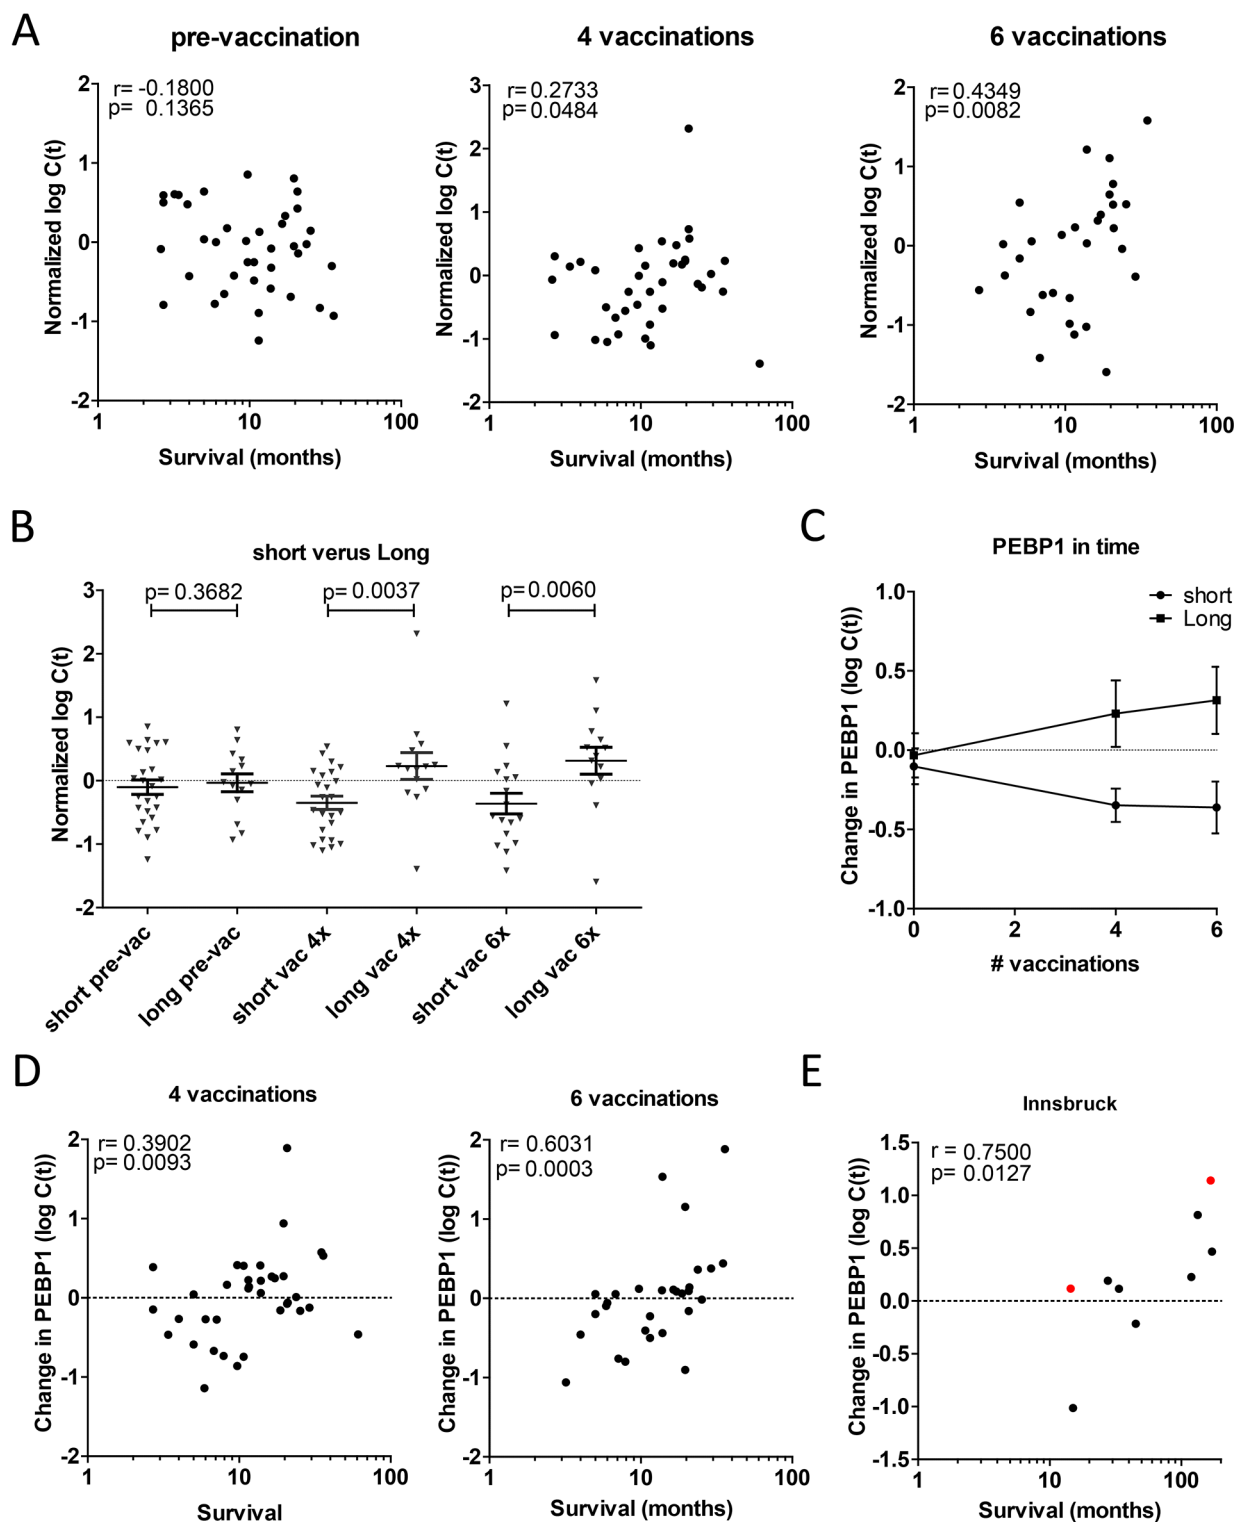 A
pre-vaccination
4 vaccinations
6 vaccinations
r= -0.1800
p= 0.1365
Normalized log C(t)
2
1
0
-1
-2
1
10
100
Survival (months)
r= 0.2733
p= 0.0484
Normalized log C(t)
3
2
1
0
-1
-2
1
10
100
Survival (months)
r= 0.4349
p= 0.0082
Normalized log C(t)
2
1
0
-1
-2
1
10
100
Survival (months)
B
short verus Long
p= 0.3682
p= 0.0037
p= 0.0060
Normalized log C(t)
3
2
1
0
-1
-2
short pre-vac
long pre-vac
short vac 4x
long vac 4x
short vac 6x
long vac 6x
C
PEBP1 in time
short
Long
Change in PEBP1 (log C(t))
1.0
0.5
0.0
-0.5
-1.0
0
2
4
6
# vaccinations
D
4 vaccinations
r= 0.3902
p= 0.0093
Change in PEBP1 (log C(t))
2
1
0
-1
-2
1
10
100
Survival
6 vaccinations
r= 0.6031
p= 0.0003
Change in PEBP1 (log C(t))
2
1
0
-1
-2
1
10
100
Survival (months)
E
Innsbruck
r = 0.7500
p= 0.0127
Change in PEBP1 (log C(t))
1.5
1.0
0.5
0.0
-0.5
-1.0
-1.5
1
10
100
Survival (months)